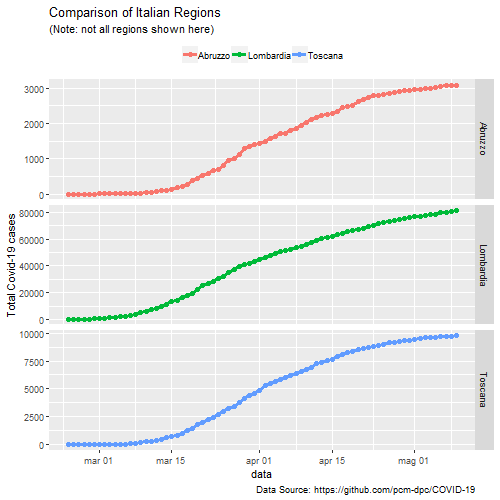 Comparison of Italian Regions
(Note: not all regions shown here)
Abruzzo Lombardia Toscana
3000
2000
1000
0
Abruzzo
80000
60000
40000
20000
0
Lombardia
10000
7500
5000
2500
0
Toscana
Total Covid-19 cases
mar 01 mar 15 apr 01 apr 15 mag 01
data
Data Source: https://github.com/pcm-dpc/COVID-19